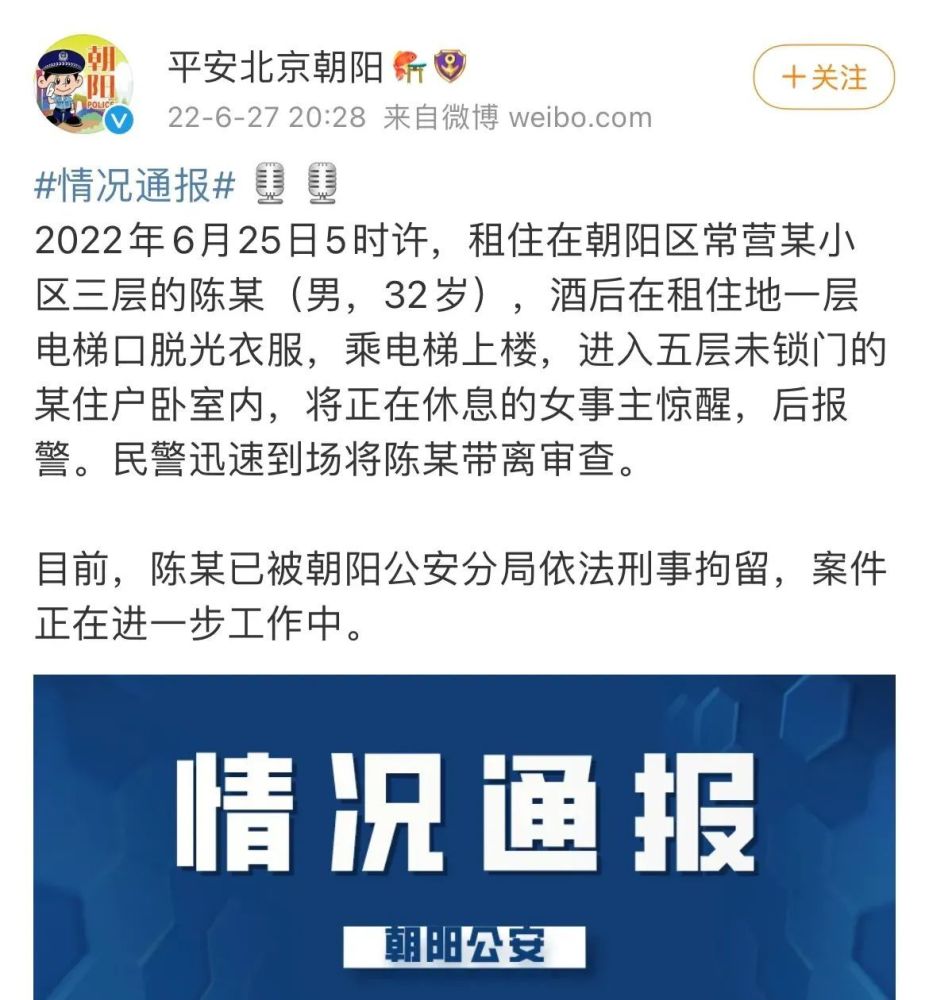 朝阳
POLICE
平安北京朝阳
22-6-27 20:28 来自微博 weibo.com
+关注
#情况通报#
2022年6月25日5时许，租住在朝阳区常营某小
区三层的陈某（男，32岁），酒后在租住地一层
电梯口脱光衣服，乘电梯上楼，进入五层未锁门的
某住户卧室内，将正在休息的女事主惊醒，后报
警。民警迅速到场将陈某带离审查。
目前，陈某已被朝阳公安分局依法刑事拘留，案件
正在进一步工作中。
情况通报
朝阳公安